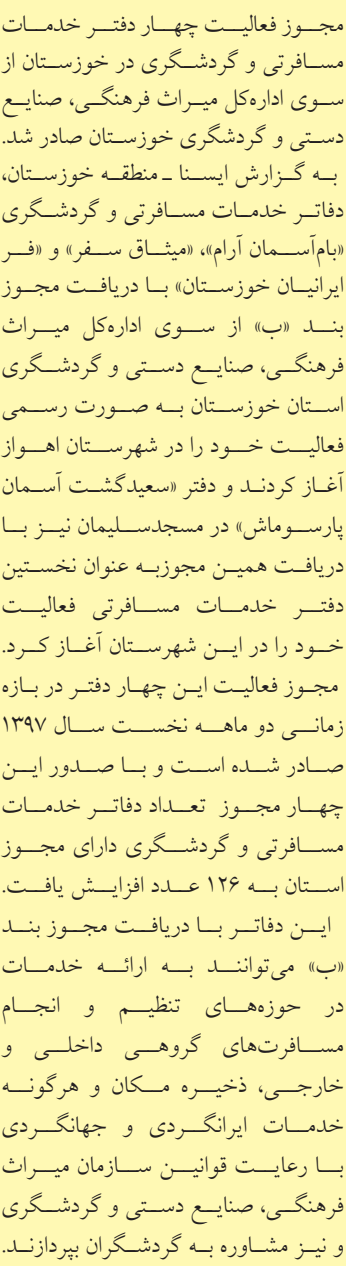 مجوز فعالیت چهار دفتر خدمات
مسافرتی و گردشگری در خوزستان از
سوی اداره‌کل میراث فرهنگی، صنایع
دستی و گردشگری خوزستان صادر شد.
به گزارش ایسنا ـ منطقه خوزستان،
دفاتر خدمات مسافرتی و گردشگری
«بام‌آسمان آرام»، «میثاق سفر» و «فر
ایرانیان خوزستان» با دریافت مجوز
بند «ب» از سوی اداره‌کل میراث
فرهنگی، صنایع دستی و گردشگری
استان خوزستان به صورت رسمی
فعالیت خود را در شهرستان اهواز
آغاز کردند و دفتر «سعیدگشت آسمان
پارسوماش» در مسجدسلیمان نیز با
دریافت همین مجوزبه عنوان نخستین
دفتر خدمات مسافرتی فعالیت
خود را در این شهرستان آغاز کرد.
مجوز فعالیت این چهار دفتر در بازه
زمانی دو ماهه نخست سال ۱۳۹۷
صادر شده است و با صدور این
چهار مجوز تعداد دفاتر خدمات
مسافرتی و گردشگری دارای مجوز
استان به ۱۲۶ عدد افزایش یافت.
این دفاتر با دریافت مجوز بند
«ب» می‌توانند به ارائه خدمات
در حوزه‌های تنظیم و انجام
مسافرت‌های گروهی داخلی و
خارجی، ذخیره مکان و هرگونه
خدمات ایرانگردی و جهانگردی
با رعایت قوانین سازمان میراث
فرهنگی، صنایع دستی و گردشگری
و نیز مشاوره به گردشگران بپردازند.